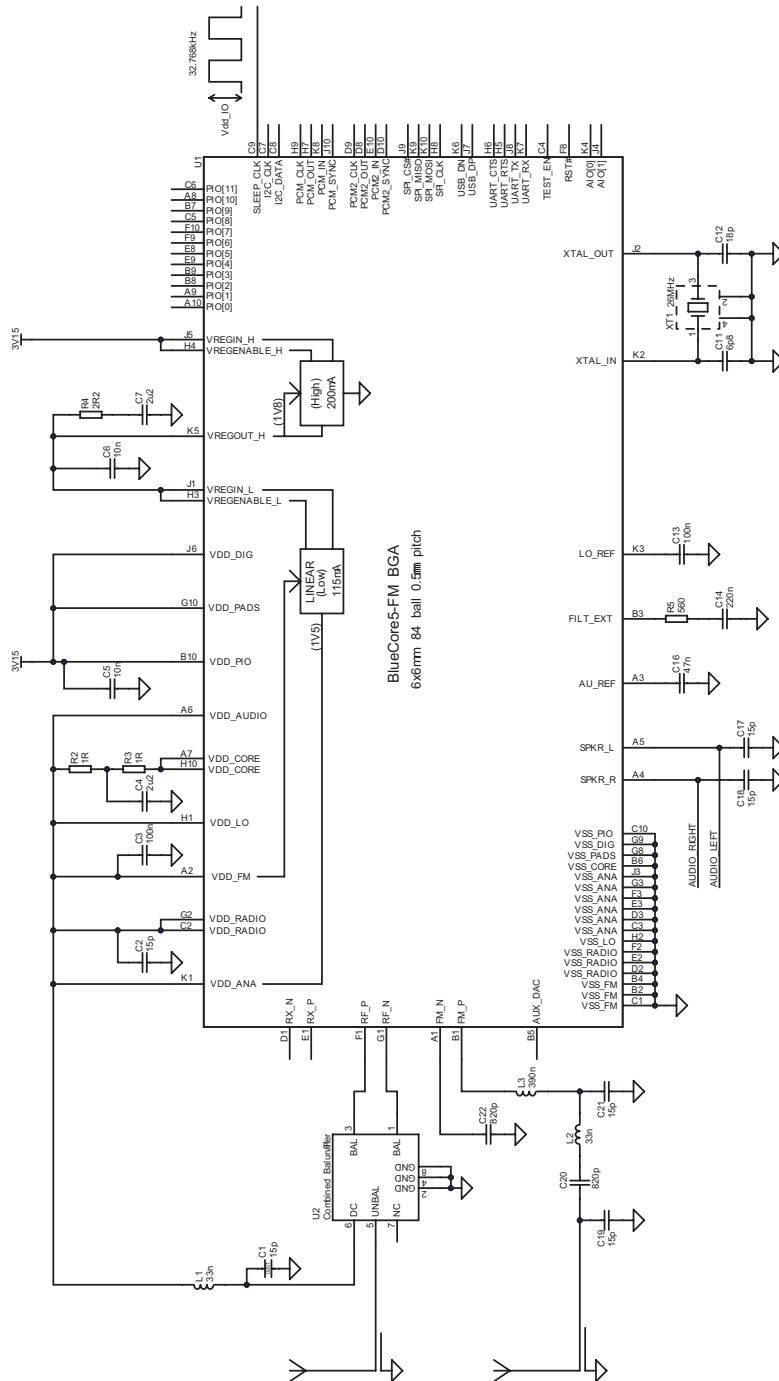 32.768kHz
Vdd_IO
U1
C9 SLEEP_CLK
C7 I2C_CLK
C8 I2C_DATA
H9 PCM_CLK
H7 PCM_OUT
K8 PCM_IN
J10 PCM_SYNC
D9 PCM2_CLK
D8 PCM2_OUT
E10 PCM2_IN
D10 PCM2_SYNC
J9 SPI_CS#
K9 SPI_MISO
K10 SPI_MOSI
H8 SPI_CLK
K6 USB_DN
J7 USB_DP
H6 UART_CTS
H5 UART_RTS
J8 UART_TX
K7 UART_RX
C4 TEST_EN
F8 RST#
K4 AIO[0]
J4 AIO[1]
C6 PIO[11]
A8 PIO[10]
B7 PIO[9]
C5 PIO[8]
F10 PIO[7]
F9 PIO[6]
E8 PIO[5]
E9 PIO[4]
B9 PIO[3]
B8 PIO[2]
A9 PIO[1]
A10 PIO[0]
XTAL_OUT J2
C12
18p
XT1 26MHz
3
2
4
1
XTAL_IN K2
C11
6p8
3V15
J5 VREGIN_H
H4 VREGENABLE_H
(High)
200mA
(1V8)
R4
2R2
C7
2u2
K5 VREGOUT_H
C6
10n
J1 VREGIN_L
H3 VREGENABLE_L
LINEAR
(Low)
115mA
(1V5)
BlueCore5-FM BGA
6x6mm 84 ball 0.5mm pitch
J6 VDD_DIG
G10 VDD_PADS
3V15
B10 VDD_PIO
C5
10n
A6 VDD_AUDIO
R2
1R
R3
1R
A7 VDD_CORE
H10 VDD_CORE
C4
2u2
H1 VDD_LO
C3
100n
A2 VDD_FM
G2 VDD_RADIO
C2 VDD_RADIO
C2
15p
K1 VDD_ANA
LO_REF K3
C13
100n
FILT_EXT B3
R5
560
C14
220n
AU_REF A3
C16
47n
SPKR_L A5
C17
15p
SPKR_R A4
C18
15p
AUDIO_RIGHT
AUDIO_LEFT
VSS_PIO C10
VSS_DIG G9
VSS_PADS G8
VSS_CORE B6
VSS_ANA J3
VSS_ANA G3
VSS_ANA F3
VSS_ANA E3
VSS_ANA D3
VSS_ANA C3
VSS_LO H2
VSS_RADIO F2
VSS_RADIO E2
VSS_RADIO D2
VSS_FM B4
VSS_FM B2
VSS_FM C1
D1 RX_N
E1 RX_P
F1 RF_P
G1 RF_N
A1 FM_N
B1 FM_P
B5 AUX_DAC
U2
3 BAL
1 BAL
GND 8
GND 4
GND 2
6 DC
5 UNBAL
7 NC
C22
820p
L3
390n
C21
15p
L2
33n
C20
820p
C19
15p
L1
33n
C1
15p